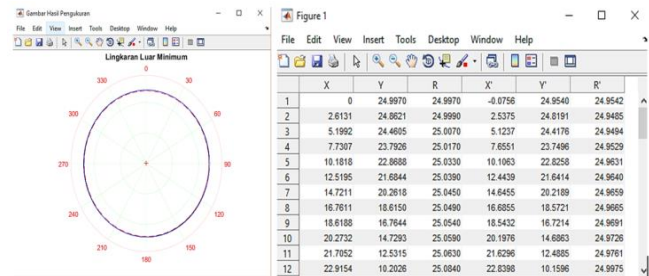 Gambar Hasil Pengukuran
File Edit View Insert Tools Desktop Window Help
Lingkaran Luar Minimum
0
330 30
300 60
270 90
240 120
210 150
180
Figure 1
File Edit View Insert Tools Desktop Window Help
X Y R X' Y' R'
1 0 24.9970 24.9970 -0.0756 24.9540 24.9542
2 2.6131 24.8621 24.9990 2.5375 24.8191 24.9485
3 5.1992 24.4605 25.0070 5.1237 24.4176 24.9494
4 7.7307 23.7926 25.0170 7.6551 23.7496 24.9529
5 10.1818 22.8688 25.0330 10.1063 22.8258 24.9631
6 12.5195 21.6844 25.0390 12.4439 21.6414 24.9640
7 14.7211 20.2618 25.0450 14.6455 20.2189 24.9659
8 16.7611 18.6150 25.0490 16.6855 18.5721 24.9665
9 18.6188 16.7644 25.0540 18.5432 16.7214 24.9691
10 20.2732 14.7293 25.0590 20.1976 14.6863 24.9726
11 21.7052 12.5315 25.0630 21.6296 12.4885 24.9761
12 22.9154 10.2026 25.0840 22.8398 10.1596 24.9975